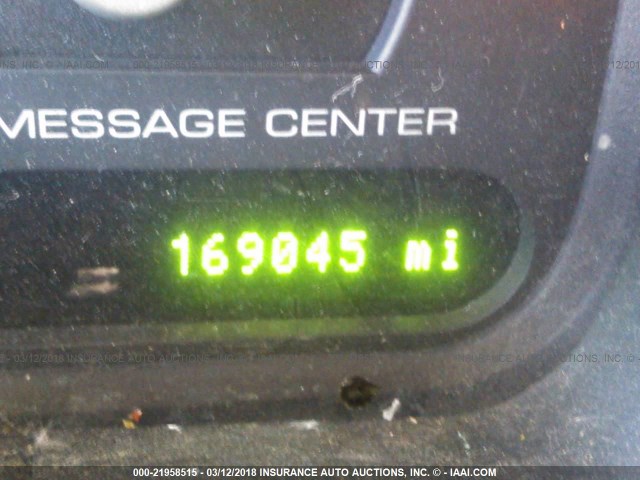 MESSAGE CENTER
169045 mi
000-21958515 - 03/12/2018 INSURANCE AUTO AUCTIONS, INC. © - IAAI.COM